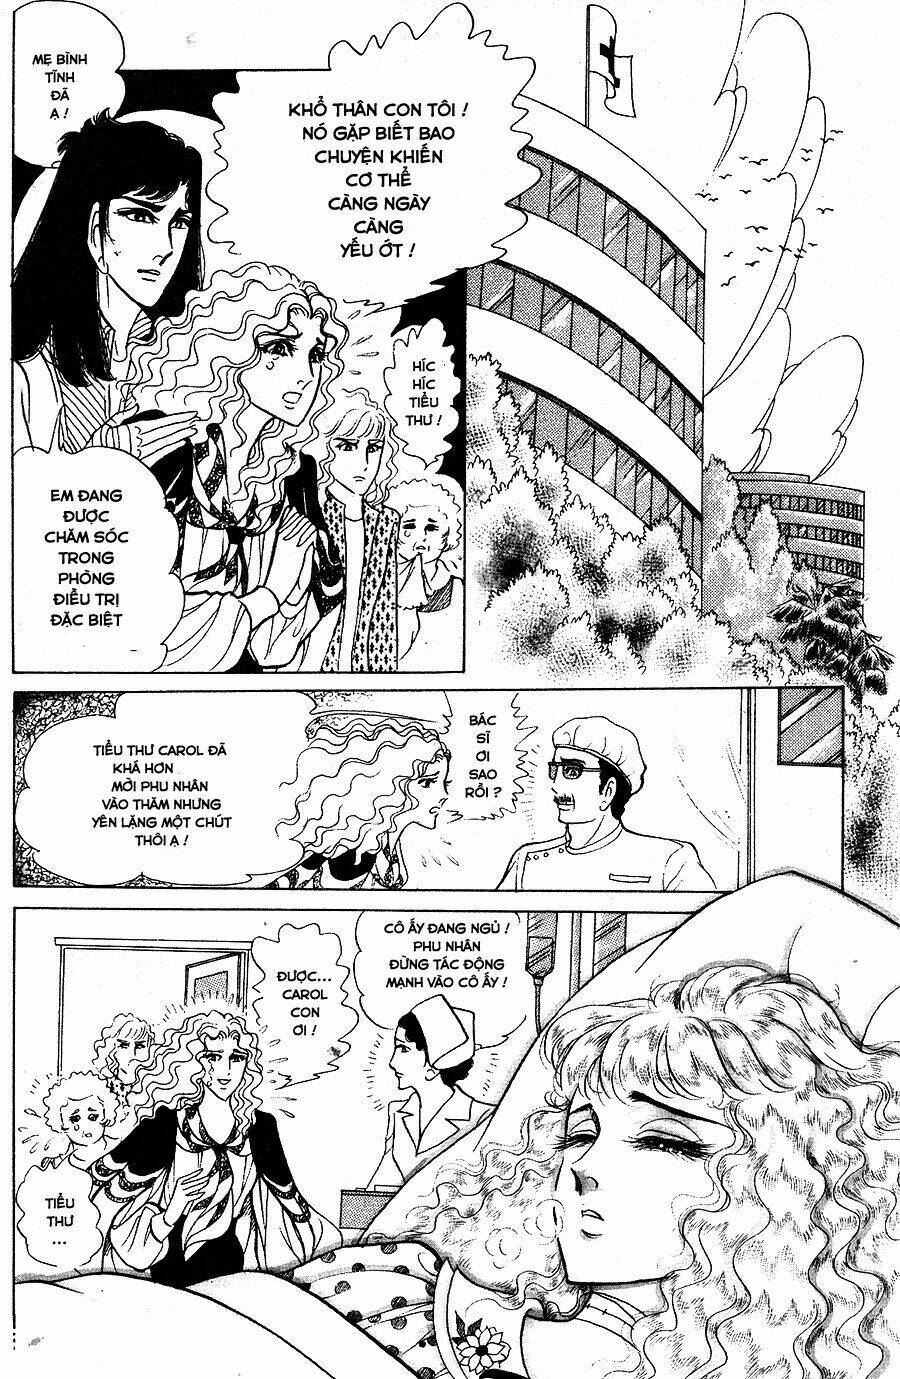 MẸ BÌNH
TĨNH
ĐÃ
Ạ !
KHỔ THÂN CON TÔI !
NÓ GẶP BIẾT BAO
CHUYỆN KHIẾN
CƠ THỂ
CÀNG NGÀY
CÀNG
YẾU ỚT !
HÍC
HÍC
TIỂU
THƯ !
EM ĐANG
ĐƯỢC
CHĂM SÓC
TRONG
PHÒNG
ĐIỀU TRỊ
ĐẶC BIỆT
BÁC
SĨ
ƠI
SAO
RỒI ?
TIỂU THƯ CAROL ĐÃ
KHÁ HƠN
MỜI PHU NHÂN
VÀO THĂM NHƯNG
YÊN LẶNG MỘT CHÚT
THÔI Ạ !
CÔ ẤY ĐANG NGỦ !
PHU NHÂN
ĐỪNG TÁC ĐỘNG
MẠNH VÀO CÔ ẤY !
ĐƯỢC...
CAROL
CON
ƠI !
TIỂU
THƯ
...